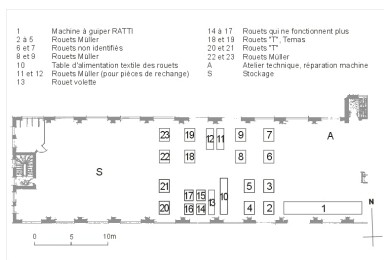 1 Machine à guiper RATTI
2 à 5 Rouets Müller
6 et 7 Rouets non identifiés
8 et 9 Rouets Müller
10 Table d'alimentation textile des rouets
11 et 12 Rouets Müller (pour pièces de rechange)
13 Rouet volette
14 à 17 Rouets qui ne fonctionnent plus
18 et 19 Rouets "T", Ternas
20 et 21 Rouets "T"
22 et 23 Rouets Müller
A Atelier technique, réparation machine
S Stockage
23 19 12 11 9 7 A
22 18 8 6
S
21 17 15 5 3
20 16 14 13 10 4 2 1
N
0 5 10m